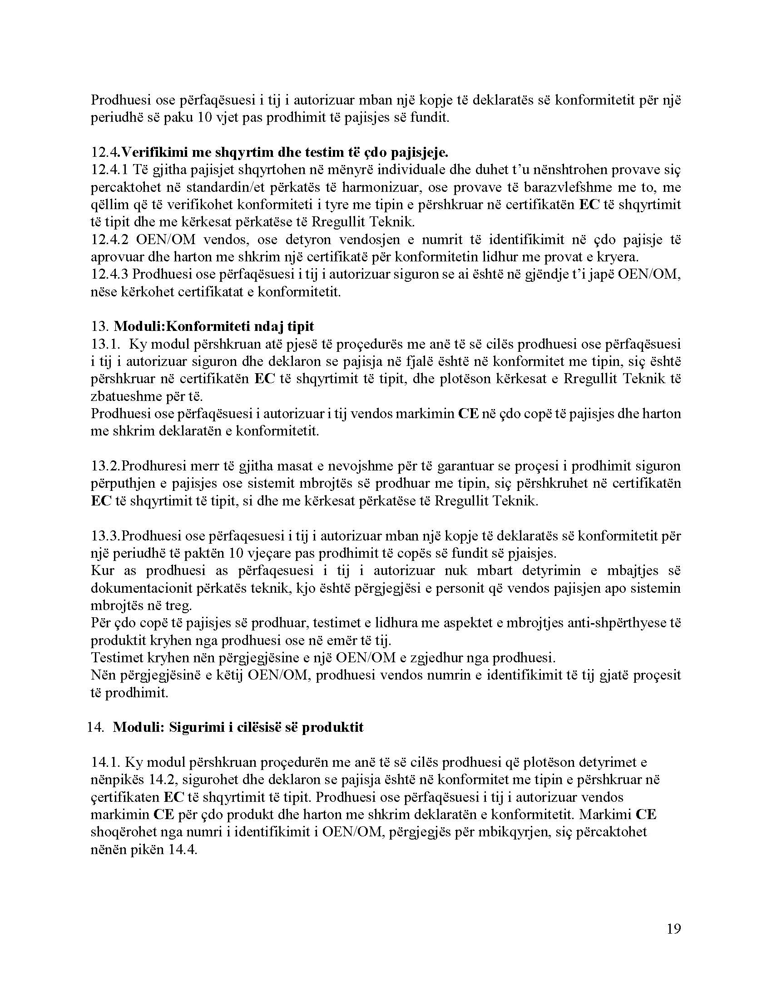 Prodhuesi ose përfaqësuesi i tij i autorizuar mban një kopje të deklaratës së konformitetit për një
periudhë së paku 10 vjet pas prodhimit të pajisjes së fundit.
12.4.Verifikimi me shqyrtim dhe testim të çdo pajisjeje.
12.4.1 Të gjitha pajisjet shqyrtohen në mënyrë individuale dhe duhet t’u nënshtrohen provave siç
percaktohet në standardin/et përkatës të harmonizuar, ose provave të barazvlefshme me to, me
qëllim që të verifikohet konformiteti i tyre me tipin e përshkruar në certifikatën EC të shqyrtimit
të tipit dhe me kërkesat përkatëse të Rregullit Teknik.
12.4.2 OEN/OM vendos, ose detyron vendosjen e numrit të identifikimit në çdo pajisje të
aprovuar dhe harton me shkrim një certifikatë për konformitetin lidhur me provat e kryera.
12.4.3 Prodhuesi ose përfaqësuesi i tij i autorizuar siguron se ai është në gjëndje t’i japë OEN/OM,
nëse kërkohet certifikatat e konformitetit.
13. Moduli:Konformiteti ndaj tipit
13.1. Ky modul përshkruan atë pjesë të proçedurës me anë të së cilës prodhuesi ose përfaqësuesi
i tij i autorizuar siguron dhe deklaron se pajisja në fjalë është në konformitet me tipin, siç është
përshkruar në certifikatën EC të shqyrtimit të tipit, dhe plotëson kërkesat e Rregullit Teknik të
zbatueshme për të.
Prodhuesi ose përfaqësuesi i autorizuar i tij vendos markimin CE në çdo copë të pajisjes dhe harton
me shkrim deklaratën e konformitetit.
13.2.Prodhuresi merr të gjitha masat e nevojshme për të garantuar se proçesi i prodhimit siguron
përputhjen e pajisjes ose sistemit mbrojtës së prodhuar me tipin, siç përshkruhet në certifikatën
EC të shqyrtimit të tipit, si dhe me kërkesat përkatëse të Rregullit Teknik.
13.3.Prodhuesi ose përfaqesuesi i tij i autorizuar mban një kopje të deklaratës së konformitetit për
një periudhë të paktën 10 vjeçare pas prodhimit të copës së fundit së pjaisjes.
Kur as prodhuesi as përfaqesuesi i tij i autorizuar nuk mbart detyrimin e mbajtjes së
dokumentacionit përkatës teknik, kjo është përgjegjësi e personit që vendos pajisjen apo sistemin
mbrojtës në treg.
Për çdo copë të pajisjes së prodhuar, testimet e lidhura me aspektet e mbrojtjes anti-shpërthyese të
produktit kryhen nga prodhuesi ose në emër të tij.
Testimet kryhen nën përgjegjësine e një OEN/OM e zgjedhur nga prodhuesi.
Nën përgjegjësinë e këtij OEN/OM, prodhuesi vendos numrin e identifikimit të tij gjatë proçesit
të prodhimit.
14. Moduli: Sigurimi i cilësisë së produktit
14.1. Ky modul përshkruan proçedurën me anë të së cilës prodhuesi që plotëson detyrimet e
nënpikës 14.2, sigurohet dhe deklaron se pajisja është në konformitet me tipin e përshkruar në
çertifikaten EC të shqyrtimit të tipit. Prodhuesi ose përfaqësuesi i tij i autorizuar vendos
markimin CE për çdo produkt dhe harton me shkrim deklaratën e konformitetit. Markimi CE
shoqërohet nga numri i identifikimit i OEN/OM, përgjegjës për mbikqyrjen, siç përcaktohet
nënën pikën 14.4.
19